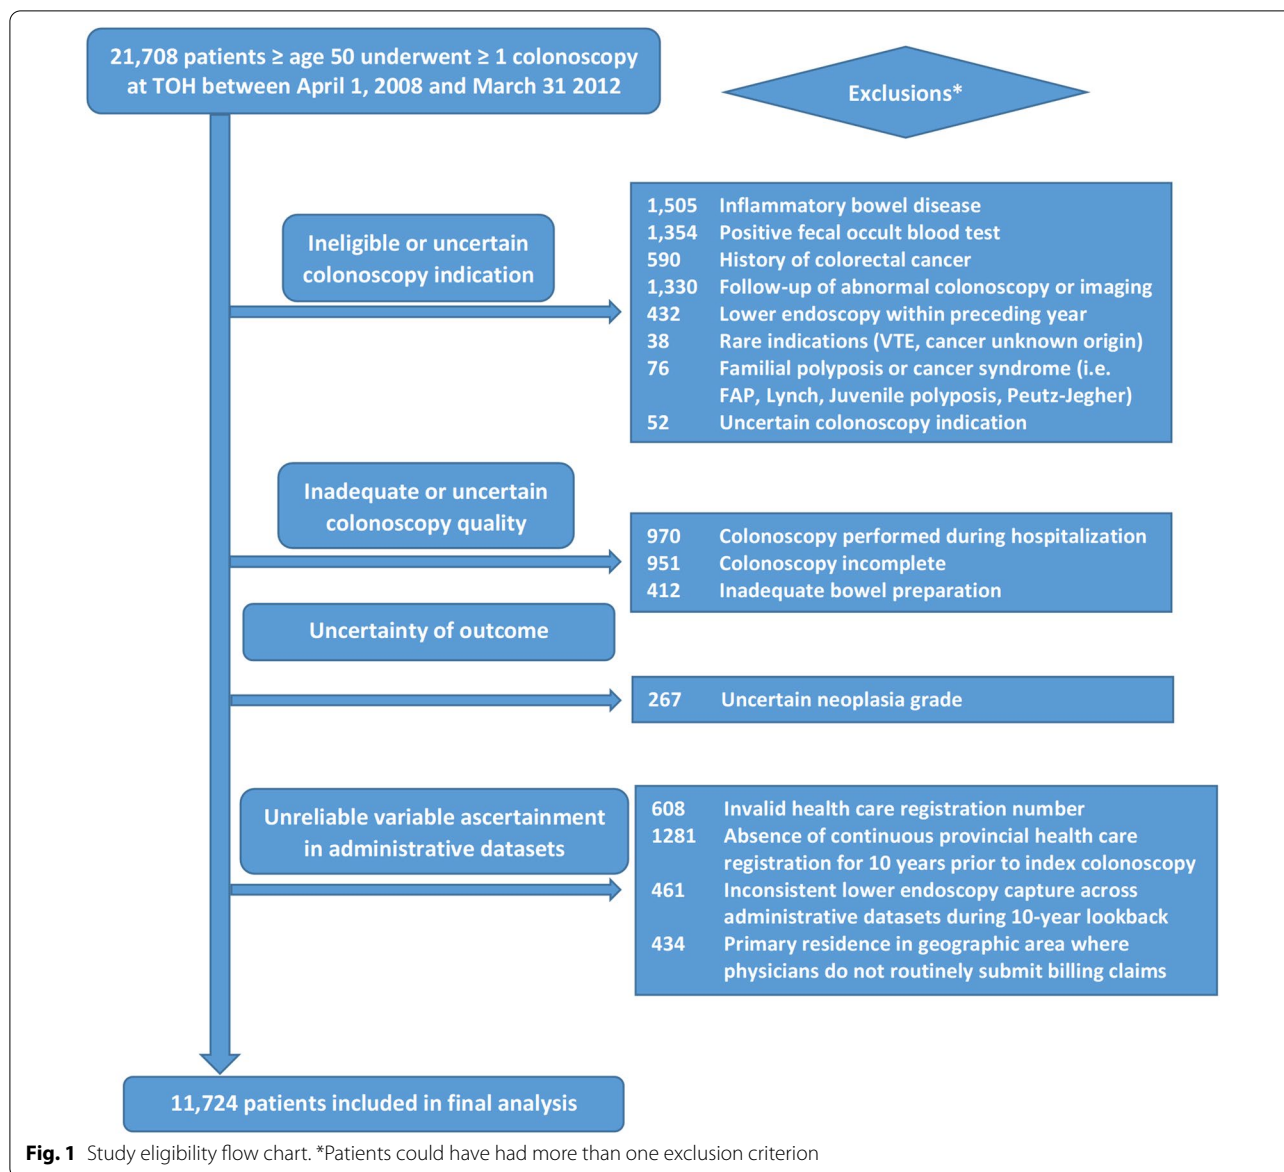 21,708 patients ≥ age 50 underwent ≥ 1 colonoscopy
at TOH between April 1, 2008 and March 31 2012
Exclusions*
Ineligible or uncertain
colonoscopy indication
1,505 Inflammatory bowel disease
1,354 Positive fecal occult blood test
590 History of colorectal cancer
1,330 Follow-up of abnormal colonoscopy or imaging
432 Lower endoscopy within preceding year
38 Rare indications (VTE, cancer unknown origin)
76 Familial polyposis or cancer syndrome (i.e.
FAP, Lynch, Juvenile polyposis, Peutz-Jegher)
52 Uncertain colonoscopy indication
Inadequate or uncertain
colonoscopy quality
970 Colonoscopy performed during hospitalization
951 Colonoscopy incomplete
412 Inadequate bowel preparation
Uncertainty of outcome
267 Uncertain neoplasia grade
Unreliable variable ascertainment
in administrative datasets
608 Invalid health care registration number
1281 Absence of continuous provincial health care
registration for 10 years prior to index colonoscopy
461 Inconsistent lower endoscopy capture across
administrative datasets during 10-year lookback
434 Primary residence in geographic area where
physicians do not routinely submit billing claims
11,724 patients included in final analysis
Fig. 1 Study eligibility flow chart. *Patients could have had more than one exclusion criterion